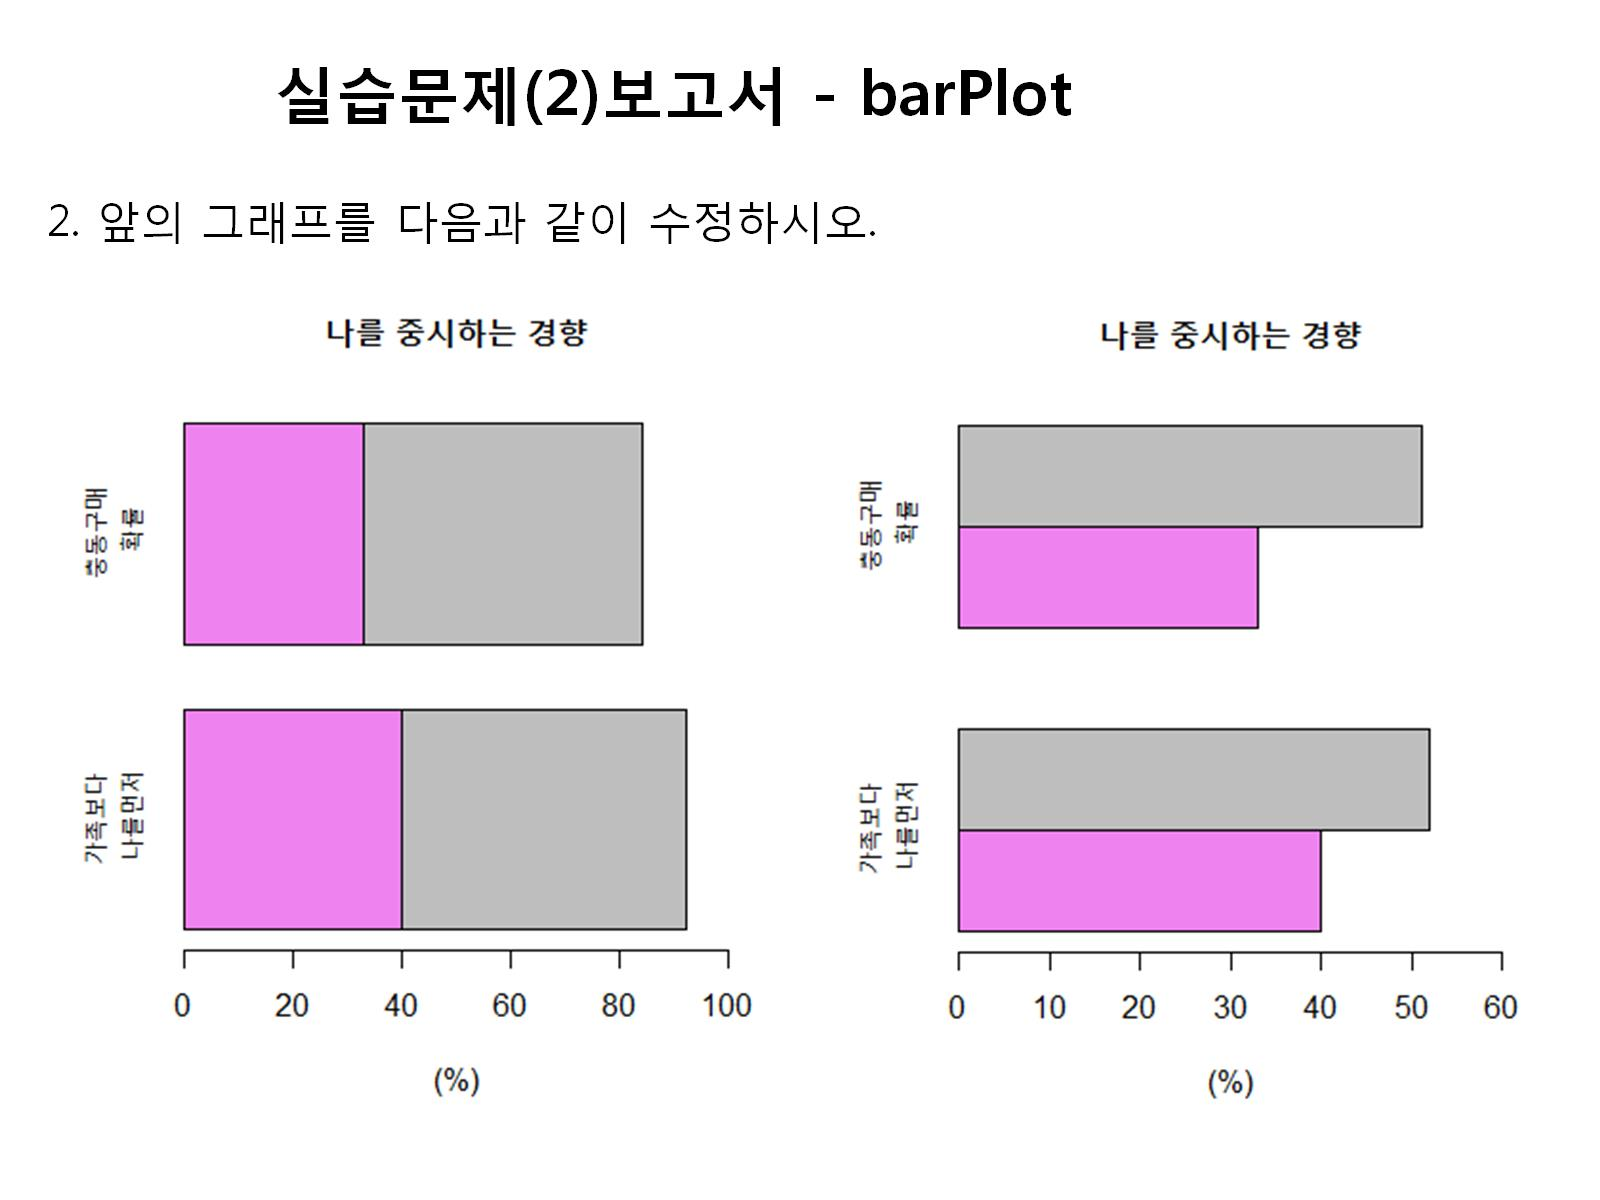 실습문제(2)보고서 - barPlot
2. 앞의 그래프를 다음과 같이 수정하시오.
나를 중시하는 경향
충동구매
확률
가족보다
나를먼저
0 20 40 60 80 100
(%)
나를 중시하는 경향
충동구매
확률
가족보다
나를먼저
0 10 20 30 40 50 60
(%)